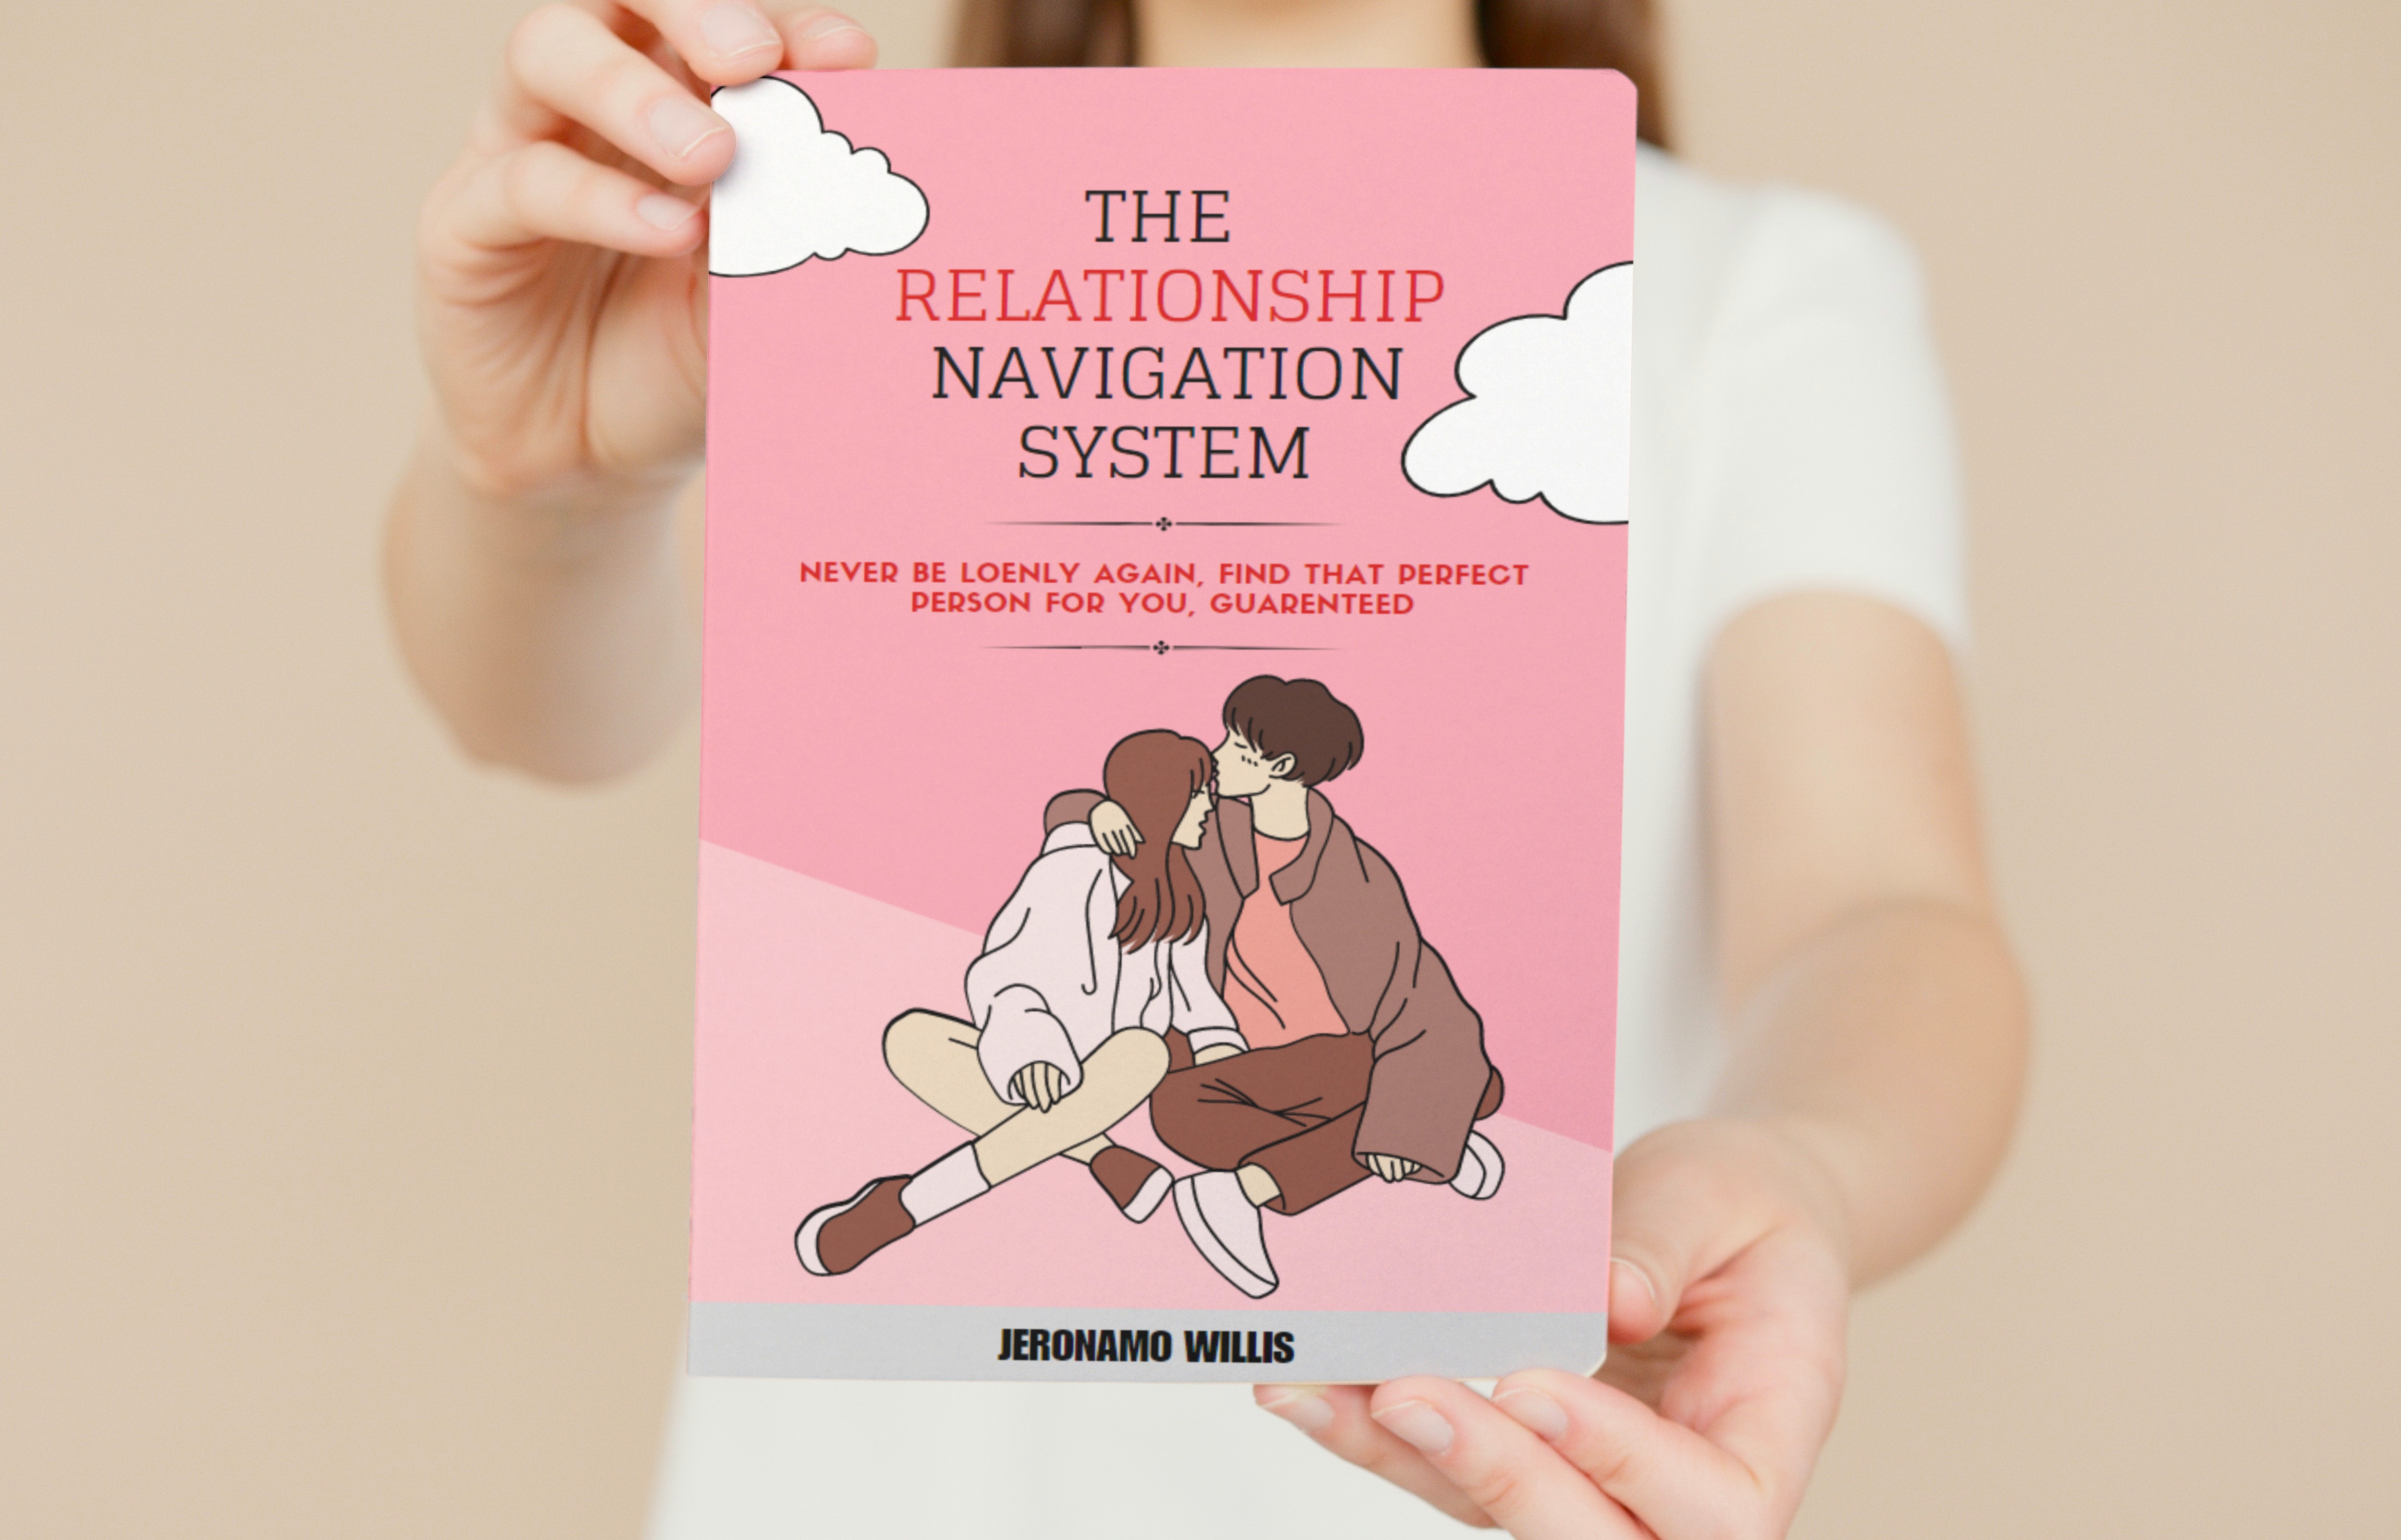 THE
RELATIONSHIP
NAVIGATION
SYSTEM
NEVER BE LOENLY AGAIN, FIND THAT PERFECT
PERSON FOR YOU, GUARENTEED
JERONAMO WILLIS